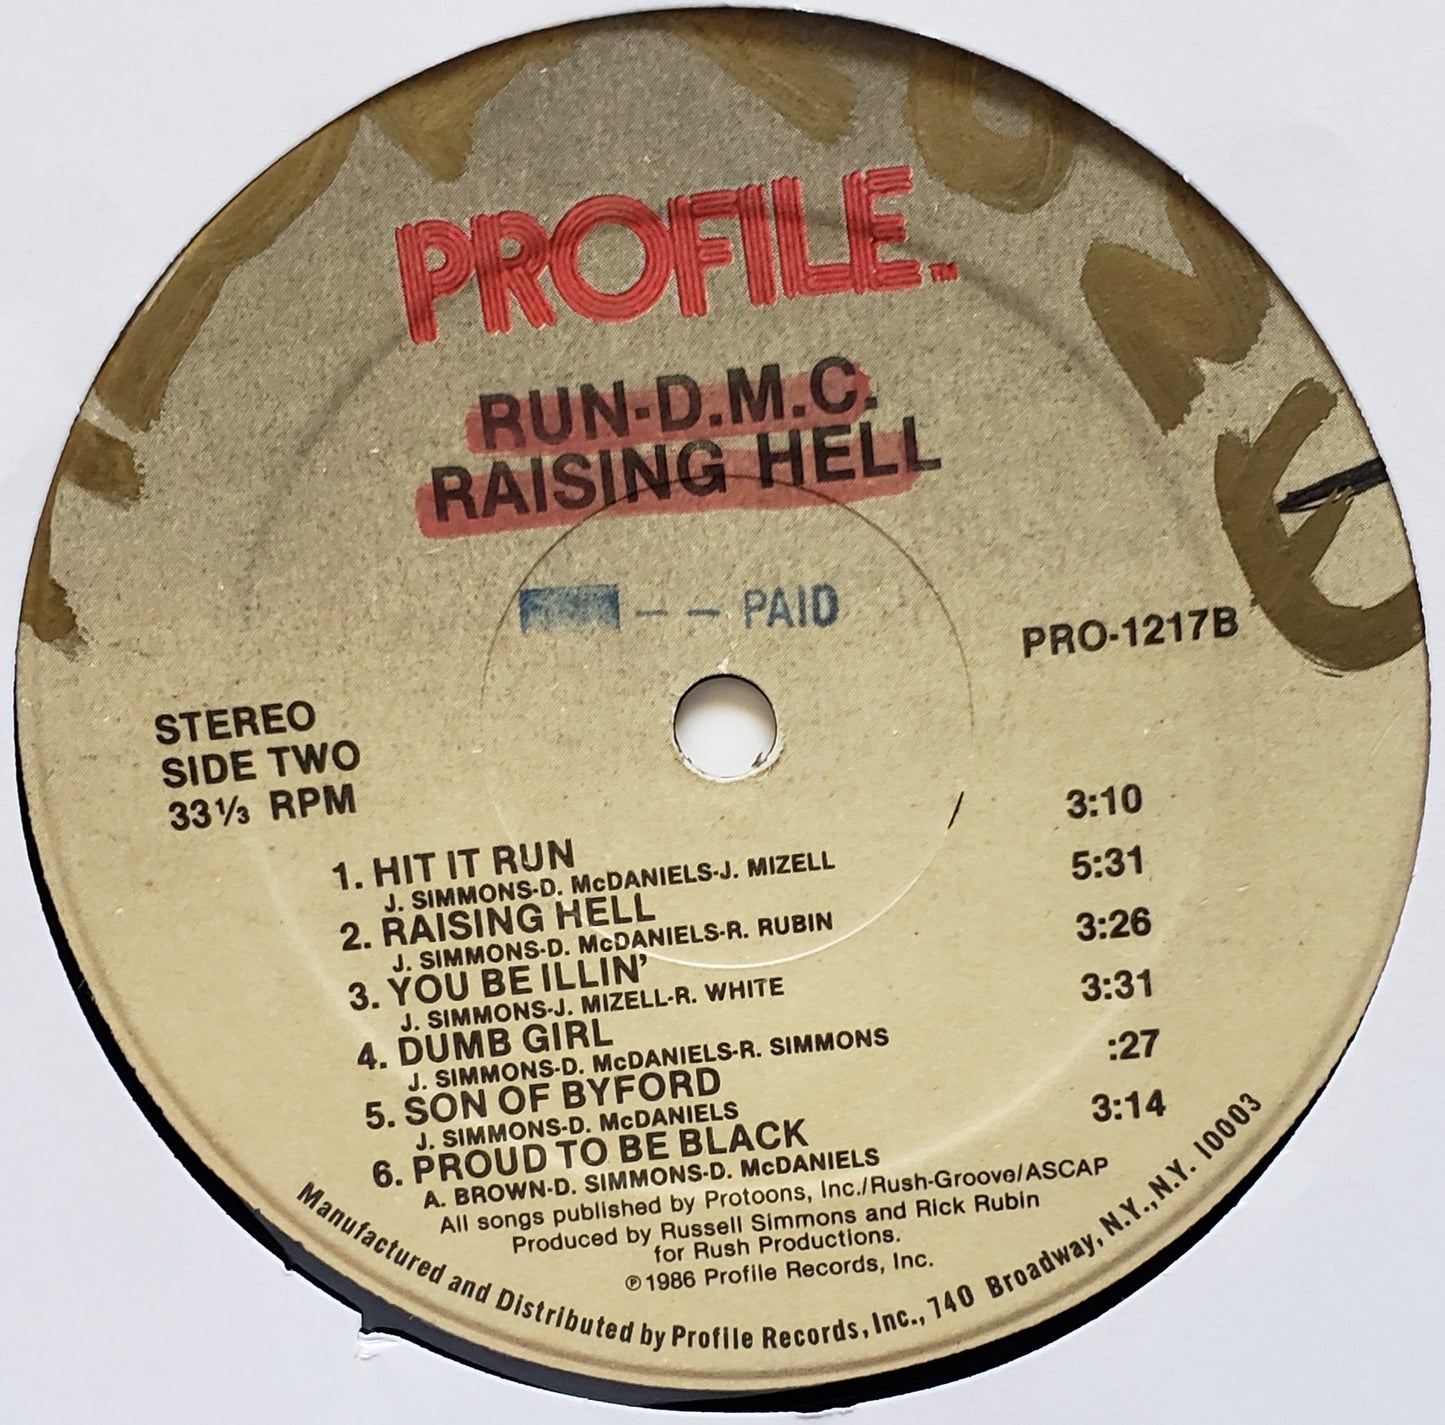 PROFILE TM
RUN-D.M.C.
RAISING HELL
-- PAID
PRO-1217B
STEREO
SIDE TWO
33⅓ RPM
1. HIT IT RUN 3:10
J. SIMMONS-D. McDANIELS-J. MIZELL
2. RAISING HELL 5:31
J. SIMMONS-D. McDANIELS-R. RUBIN
3. YOU BE ILLIN' 3:26
J. SIMMONS-J. MIZELL-R. WHITE
4. DUMB GIRL 3:31
J. SIMMONS-D. McDANIELS-R. SIMMONS
5. SON OF BYFORD :27
J. SIMMONS-D. McDANIELS
6. PROUD TO BE BLACK 3:14
A. BROWN-D. SIMMONS-D. McDANIELS
All songs published by Protoons, Inc./Rush-Groove/ASCAP
Produced by Russell Simmons and Rick Rubin
for Rush Productions.
℗1986 Profile Records, Inc.
Manufactured and Distributed by Profile Records, Inc., 740 Broadway, N.Y., N.Y. 10003